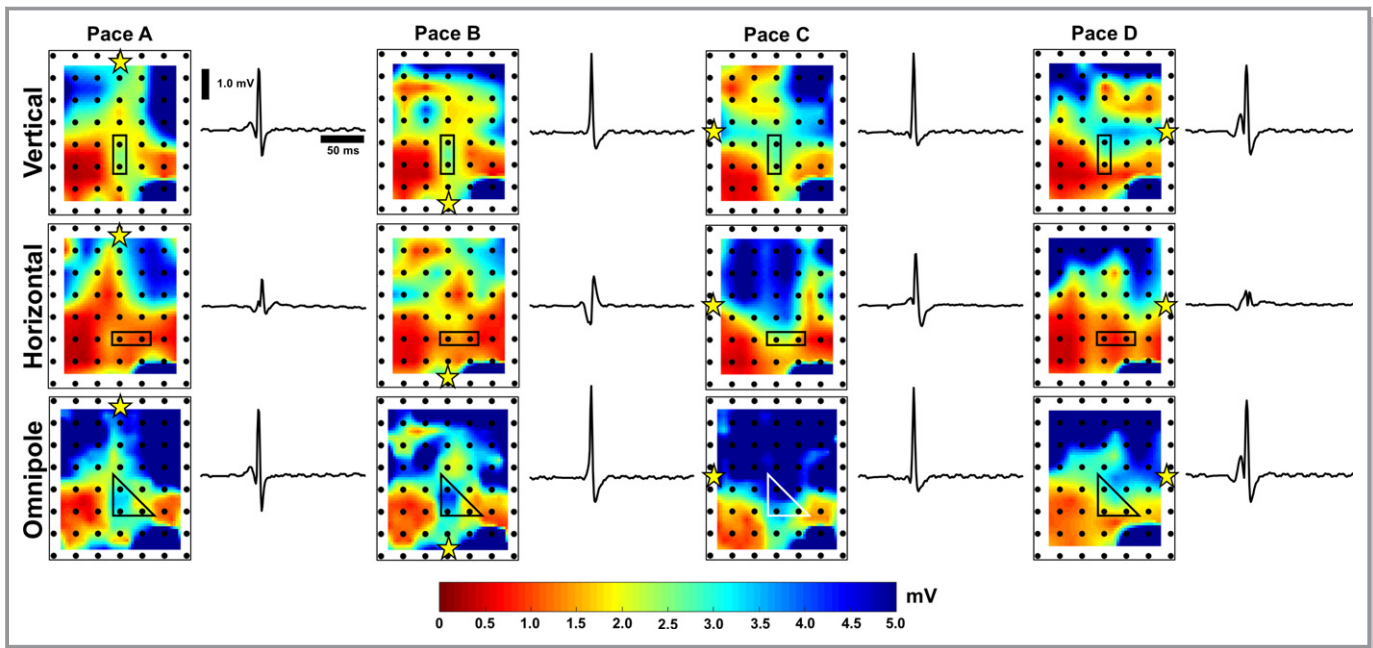 Pace A
Pace B
Pace C
Pace D
Vertical
1.0 mV
50 ms
Horizontal
Omnipole
mV
0 0.5 1.0 1.5 2.0 2.5 3.0 3.5 4.0 4.5 5.0